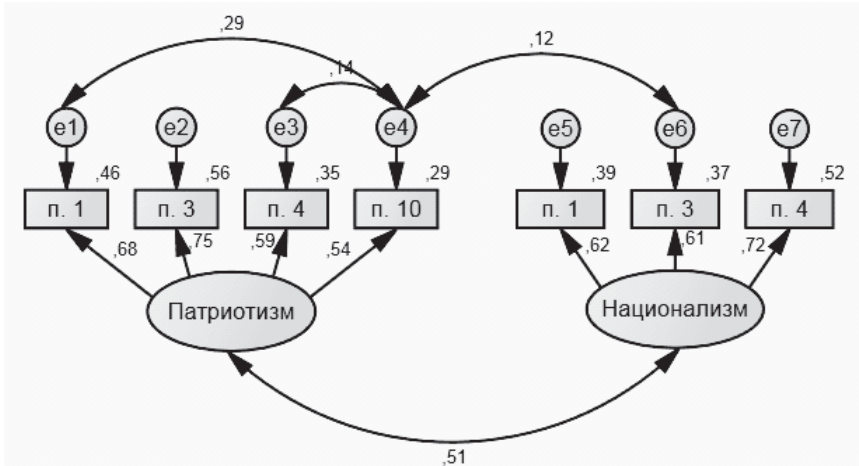 ,29
,12
,14
e1 e2 e3 e4 e5 e6 e7
,46 ,56 ,35 ,29 ,39 ,37 ,52
п. 1 п. 3 п. 4 п. 10 п. 1 п. 3 п. 4
,68 ,75 ,59 ,54 ,62 ,61 ,72
Патриотизм Национализм
,51